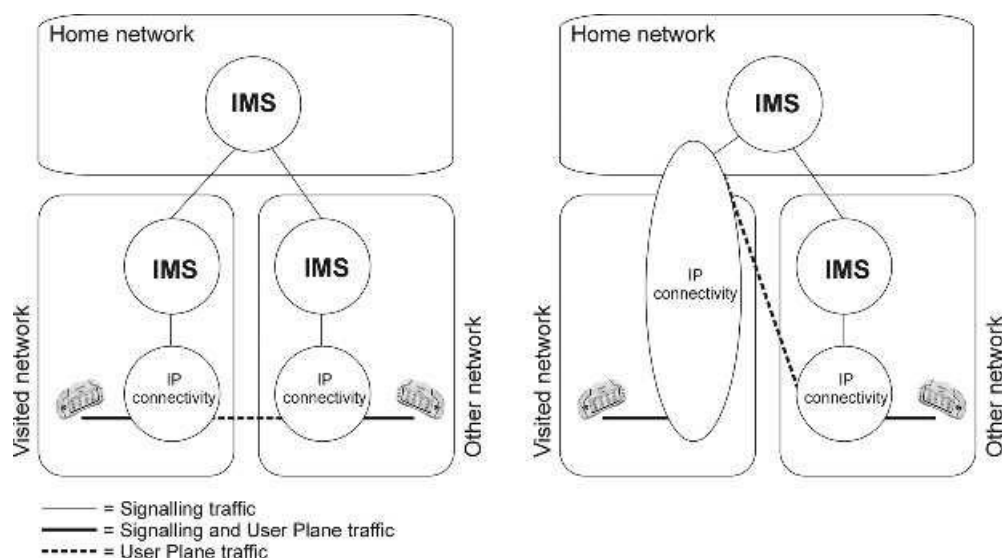 Home network
IMS
IMS
IMS
IP
connectivity
IP
connectivity
Visited network
Other network
Home network
IMS
IP
connectivity
IMS
IP
connectivity
Visited network
Other network
= Signalling traffic
= Signalling and User Plane traffic
= User Plane traffic